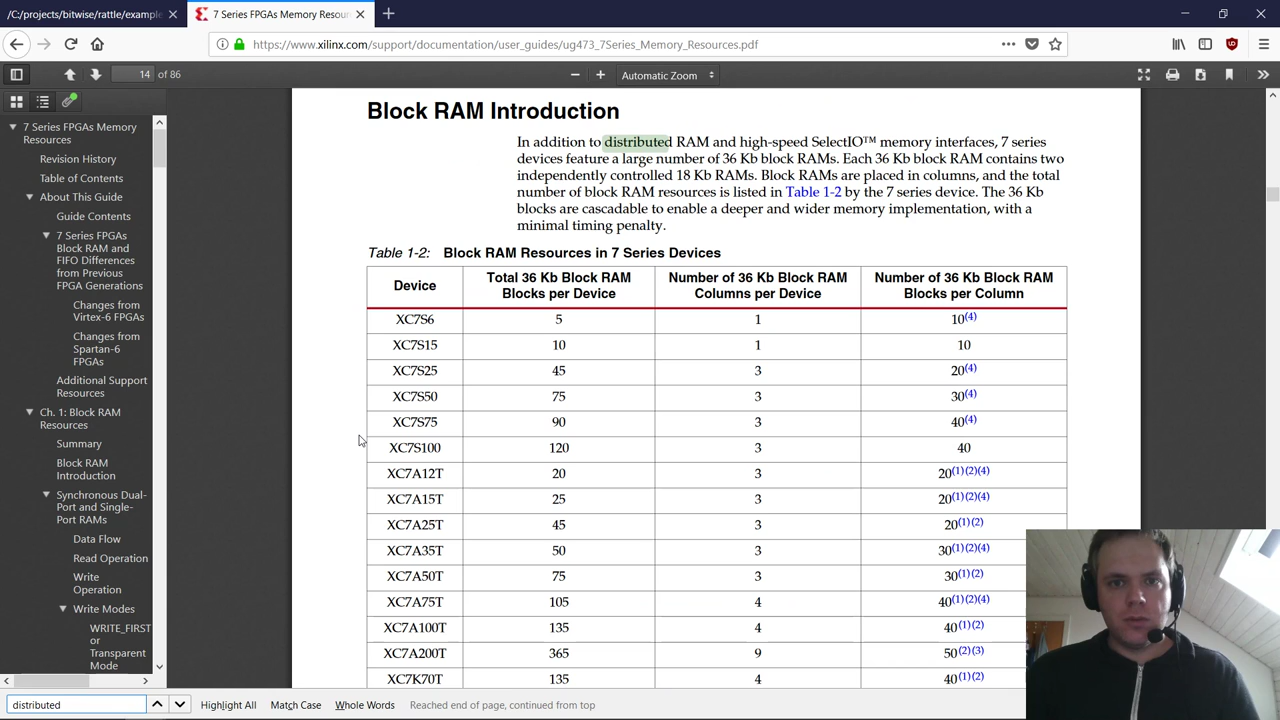 /C:/projects/bitwise/rattle/example
7 Series FPGAs Memory Resour
https://www.xilinx.com/support/documentation/user_guides/ug473_7Series_Memory_Resources.pdf
14 of 86
Automatic Zoom
7 Series FPGAs Memory
Resources
Revision History
Table of Contents
About This Guide
Guide Contents
7 Series FPGAs
Block RAM and
FIFO Differences
from Previous
FPGA Generations
Changes from
Virtex-6 FPGAs
Changes from
Spartan-6
FPGAs
Additional Support
Resources
Ch. 1: Block RAM
Resources
Summary
Block RAM
Introduction
Synchronous Dual-
Port and Single-
Port RAMs
Data Flow
Read Operation
Write
Operation
Write Modes
WRITE_FIRST
or
Transparent
Mode
Block RAM Introduction
In addition to distributed RAM and high-speed SelectIO™ memory interfaces, 7 series
devices feature a large number of 36 Kb block RAMs. Each 36 Kb block RAM contains two
independently controlled 18 Kb RAMs. Block RAMs are placed in columns, and the total
number of block RAM resources is listed in Table 1-2 by the 7 series device. The 36 Kb
blocks are cascadable to enable a deeper and wider memory implementation, with a
minimal timing penalty.
Table 1-2: Block RAM Resources in 7 Series Devices
Device Total 36 Kb Block RAM Blocks per Device Number of 36 Kb Block RAM Columns per Device Number of 36 Kb Block RAM Blocks per Column
XC7S6 5 1 10(4)
XC7S15 10 1 10
XC7S25 45 3 20(4)
XC7S50 75 3 30(4)
XC7S75 90 3 40(4)
XC7S100 120 3 40
XC7A12T 20 3 20(1)(2)(4)
XC7A15T 25 3 20(1)(2)(4)
XC7A25T 45 3 20(1)(2)
XC7A35T 50 3 30(1)(2)(4)
XC7A50T 75 3 30(1)(2)
XC7A75T 105 4 40(1)(2)(4)
XC7A100T 135 4 40(1)(2)
XC7A200T 365 9 50(2)(3)
XC7K70T 135 4 40(1)(2)
distributed
Highlight All Match Case Whole Words Reached end of page, continued from top